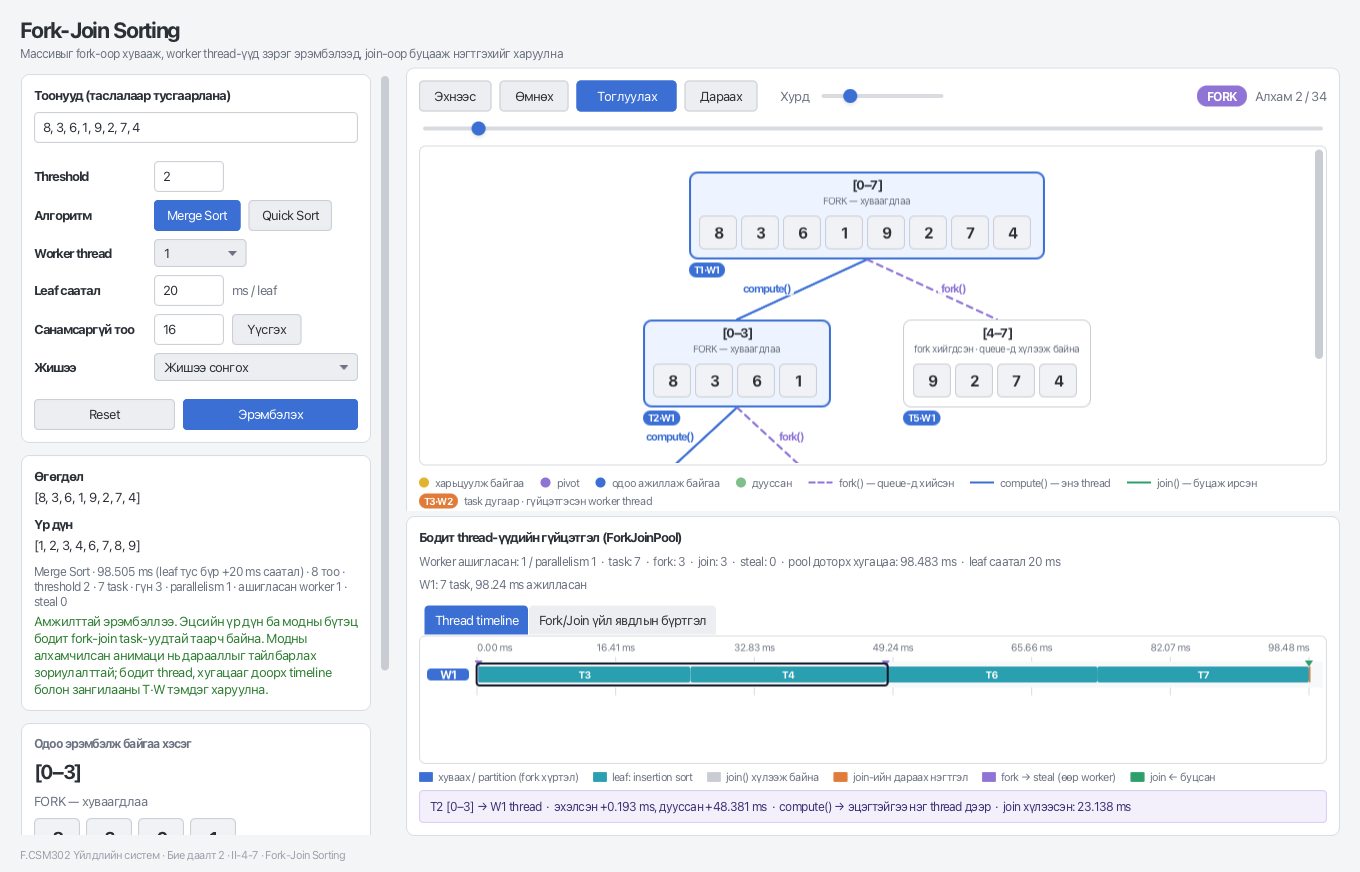 Fork-Join Sorting
Массивыг fork-оор хувааж, worker thread-үүд зэрэг эрэмбэлээд, join-оор буцааж нэгтгэхийг харуулна
Тоонууд (таслалаар тусгаарлана)
8, 3, 6, 1, 9, 2, 7, 4
Threshold 2
Алгоритм Merge Sort Quick Sort
Worker thread 1
Leaf саатал 20 ms / leaf
Санамсаргүй тоо 16 Үүсгэх
Жишээ Жишээ сонгох
Reset Эрэмбэлэх
Өгөгдөл
[8, 3, 6, 1, 9, 2, 7, 4]
Үр дүн
[1, 2, 3, 4, 6, 7, 8, 9]
Merge Sort · 98.505 ms (leaf тус бүр +20 ms саатал) · 8 тоо ·
threshold 2 · 7 task · гүн 3 · parallelism 1 · ашигласан worker 1 ·
steal 0
Амжилттай эрэмбэллээ. Эцсийн үр дүн ба модны бүтэц
бодит fork-join task-уудтай таарч байна. Модны
алхамчилсан анимаци нь дарааллыг тайлбарлах
зориулалттай; бодит thread, хугацааг доорх timeline
болон зангилааны T·W тэмдэг харуулна.
Одоо эрэмбэлж байгаа хэсэг
[0–3]
FORK — хуваагдлаа
8 3 6 1
Эхнээс Өмнөх Тоглуулах Дараах Хурд FORK Алхам 2 / 34
[0–7]
FORK — хуваагдлаа
8 3 6 1 9 2 7 4
T1·W1
compute() fork()
[0–3] [4–7]
FORK — хуваагдлаа fork хийгдсэн · queue-д хүлээж байна
8 3 6 1 9 2 7 4
T2·W1 T5·W1
compute() fork()
харьцуулж байгаа pivot одоо ажиллаж байгаа дууссан fork() — queue-д хийсэн compute() — энэ thread join() — буцаж ирсэн
T3·W2 task дугаар · гүйцэтгэсэн worker thread
Бодит thread-үүдийн гүйцэтгэл (ForkJoinPool)
Worker ашигласан: 1 / parallelism 1 · task: 7 · fork: 3 · join: 3 · steal: 0 · pool доторх хугацаа: 98.483 ms · leaf саатал 20 ms
W1: 7 task, 98.24 ms ажилласан
Thread timeline Fork/Join үйл явдлын бүртгэл
0.00 ms 16.41 ms 32.83 ms 49.24 ms 65.66 ms 82.07 ms 98.48 ms
W1 T3 T4 T6 T7
хуваах / partition (fork хүртэл) leaf: insertion sort join() хүлээж байна join-ийн дараах нэгтгэл fork → steal (өөр worker) join ← буцсан
T2 [0–3] → W1 thread · эхэлсэн +0.193 ms, дууссан +48.381 ms · compute() → эцэгтэйгээ нэг thread дээр · join хүлээсэн: 23.138 ms
F.CSM302 Үйлдлийн систем · Бие даалт 2 · II-4-7 · Fork-Join Sorting